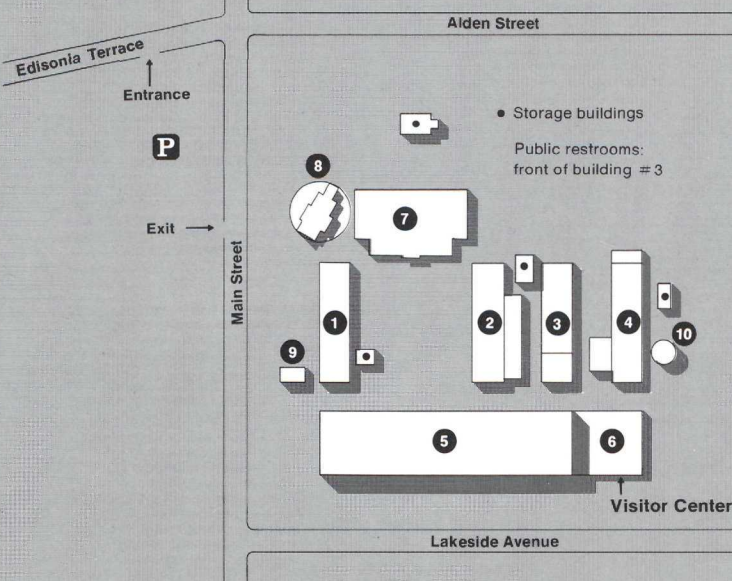 Alden Street
Edisonia Terrace
Entrance
P
● Storage buildings
Public restrooms:
front of building #3
8
7
Exit
Main Street
1
2
3
4
9
10
5
6
Visitor Center
Lakeside Avenue